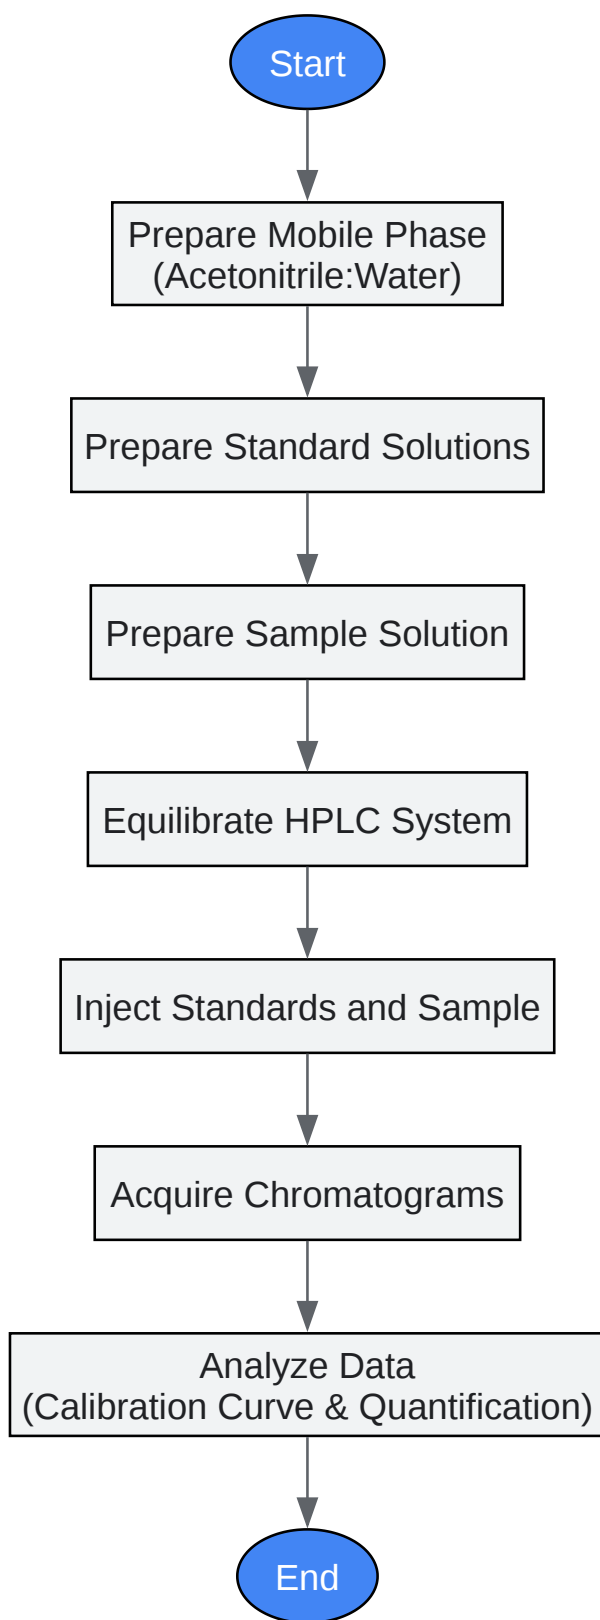 Start
Prepare Mobile Phase
(Acetonitrile:Water)
Prepare Standard Solutions
Prepare Sample Solution
Equilibrate HPLC System
Inject Standards and Sample
Acquire Chromatograms
Analyze Data
(Calibration Curve & Quantification)
End